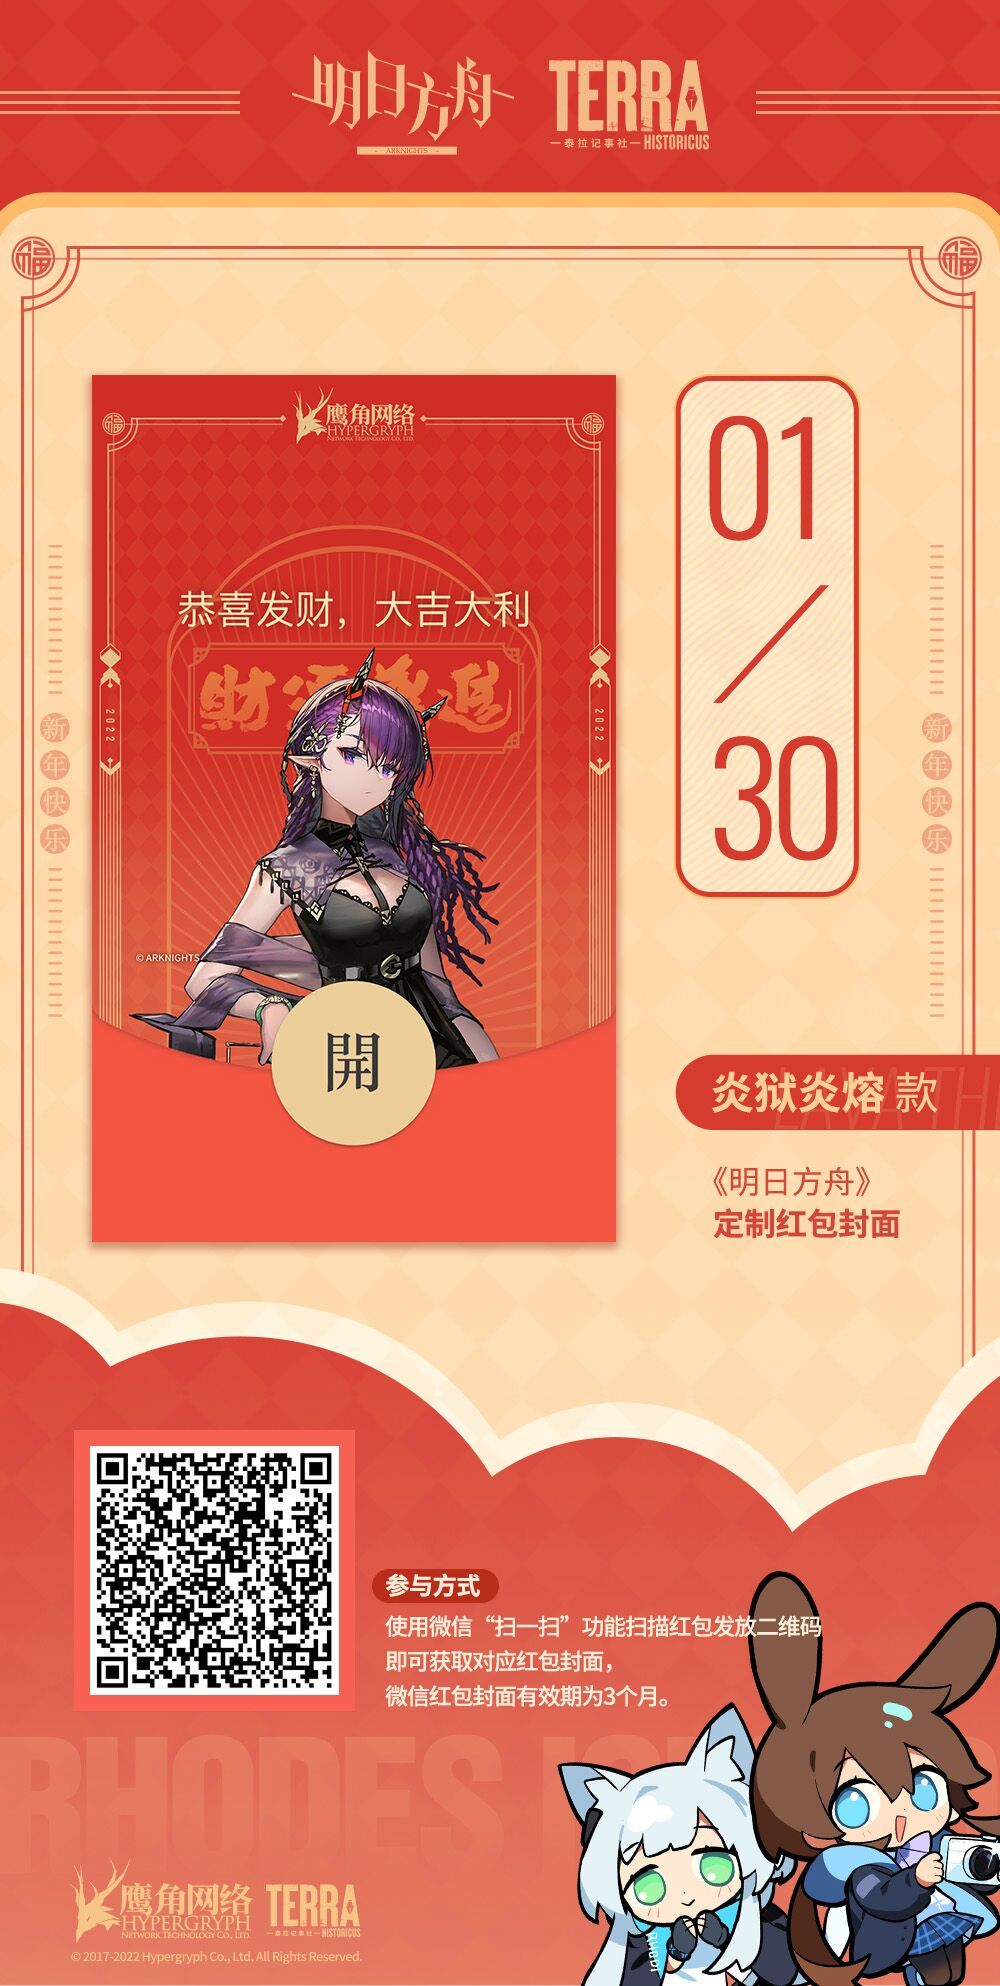 明日方舟
- ARKNIGHTS -
TERRA
泰拉记事社
HISTORICUS
福
福
鹰角网络
HYPERGRYPH
NETWORK TECHNOLOGY CO., LTD.
福
福
恭喜发财，大吉大利
2022
2022
© ARKNIGHTS
開
01
30
新年快乐
新年快乐
炎狱炎熔 款
《明日方舟》
定制红包封面
参与方式
使用微信“扫一扫”功能扫描红包发放二维码
即可获取对应红包封面，
微信红包封面有效期为3个月。
RHODES
鹰角网络
HYPERGRYPH
NETWORK TECHNOLOGY CO., LTD.
TERRA
泰拉记事社
HISTORICUS
© 2017-2022 Hypergryph Co., Ltd. All Rights Reserved.